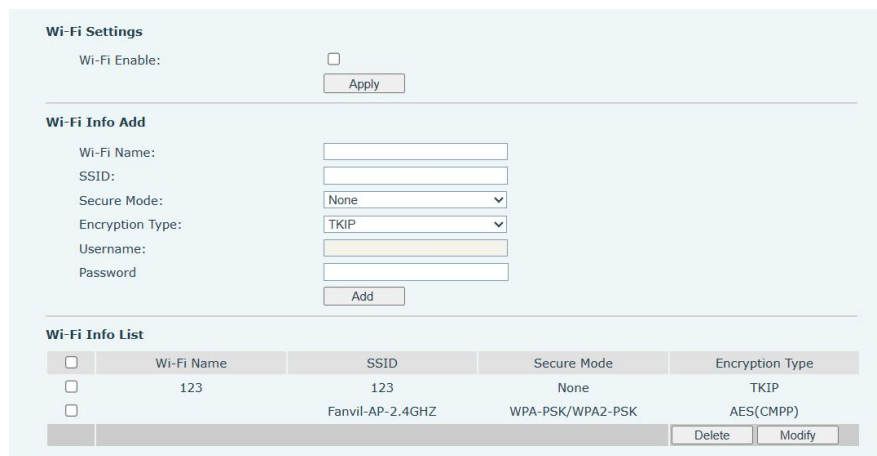 Wi-Fi Settings
Wi-Fi Enable:
Apply
Wi-Fi Info Add
Wi-Fi Name:
SSID:
Secure Mode: None
Encryption Type: TKIP
Username:
Password
Add
Wi-Fi Info List
Wi-Fi Name SSID Secure Mode Encryption Type
123 123 None TKIP
Fanvil-AP-2.4GHZ WPA-PSK/WPA2-PSK AES(CMPP)
Delete Modify